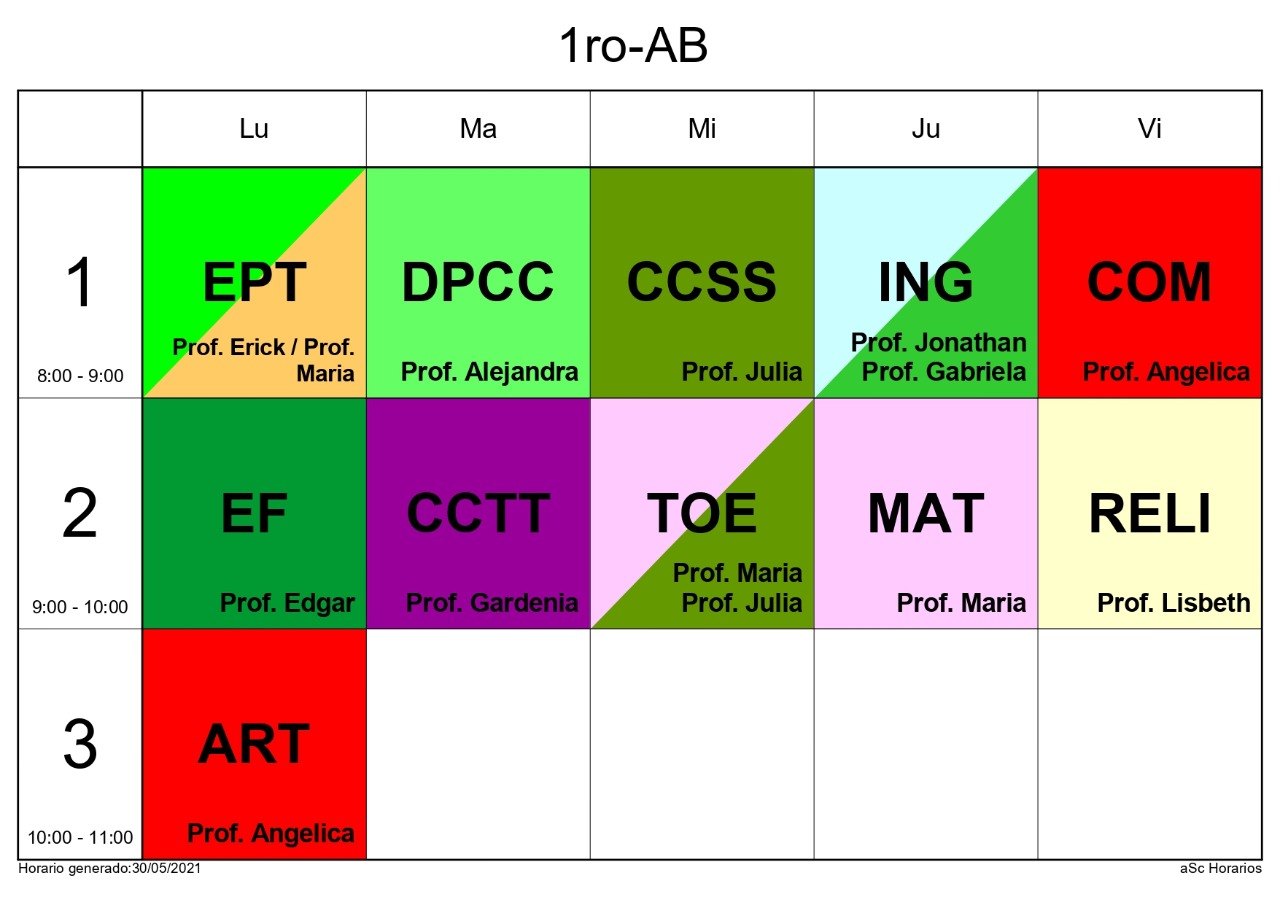 1ro-AB
Lu Ma Mi Ju Vi
1
8:00 - 9:00
EPT
Prof. Erick / Prof.
Maria
DPCC
Prof. Alejandra
CCSS
Prof. Julia
ING
Prof. Jonathan
Prof. Gabriela
COM
Prof. Angelica
2
9:00 - 10:00
EF
Prof. Edgar
CCTT
Prof. Gardenia
TOE
Prof. Maria
Prof. Julia
MAT
Prof. Maria
RELI
Prof. Lisbeth
3
10:00 - 11:00
ART
Prof. Angelica
Horario generado:30/05/2021
aSc Horarios